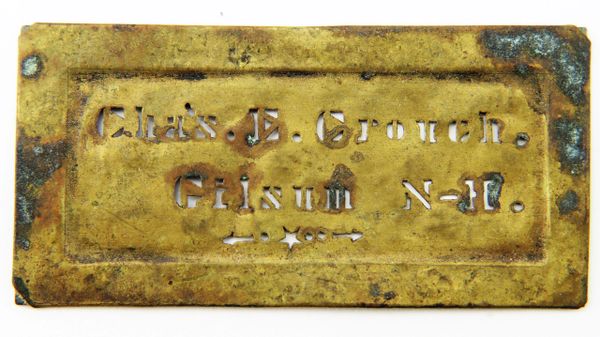 Chas. E. Crouch.
Gilsum N-H.